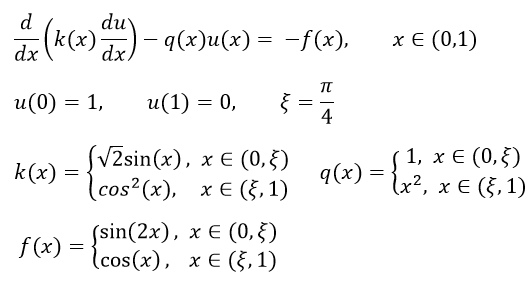 d/dx (k(x) du/dx) − q(x)u(x) = −f(x), x ∈ (0,1)
u(0) = 1, u(1) = 0, ξ = π/4
k(x) = {√2sin(x), x ∈ (0,ξ) q(x) = {1, x ∈ (0,ξ)
cos²(x), x ∈ (ξ,1) x², x ∈ (ξ,1)
f(x) = {sin(2x), x ∈ (0,ξ)
cos(x), x ∈ (ξ,1)